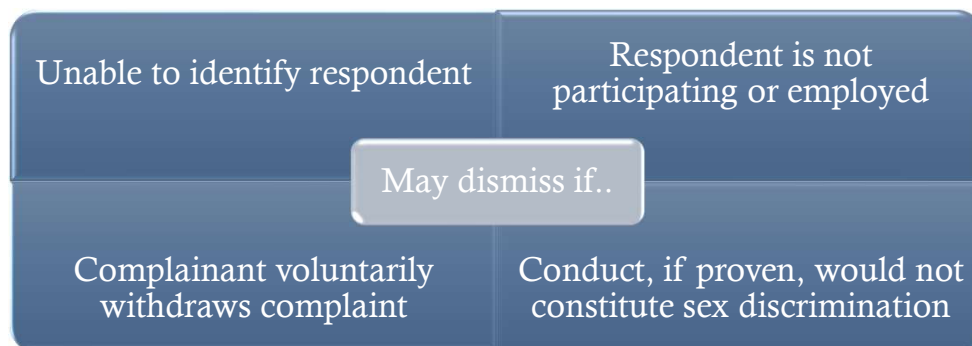 Unable to identify respondent
Respondent is not
participating or employed
May dismiss if..
Complainant voluntarily
withdraws complaint
Conduct, if proven, would not
constitute sex discrimination